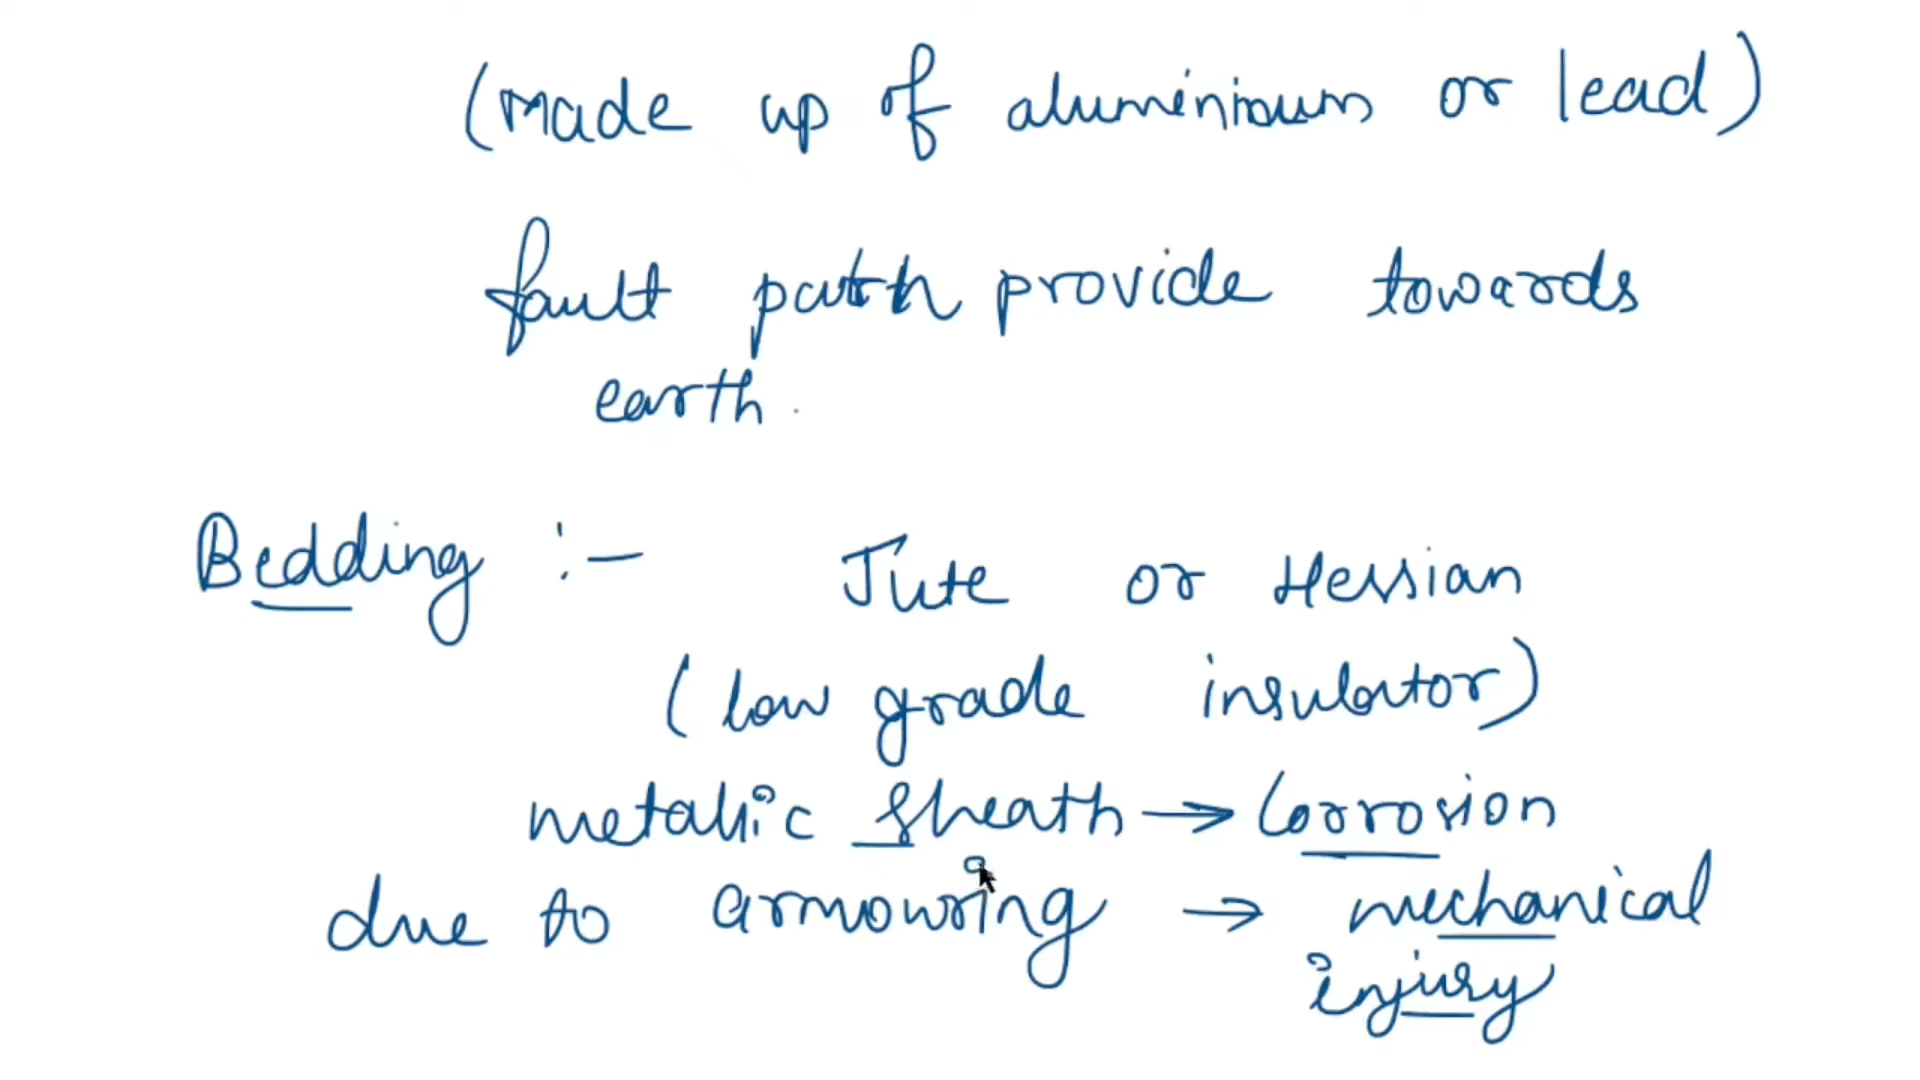 (Made up of aluminium or lead)
fault path provide towards
earth.
Bedding :- Jute or Hessian
(low grade insulator)
metallic sheath → Corrosion
due to armouring → mechanical
injury